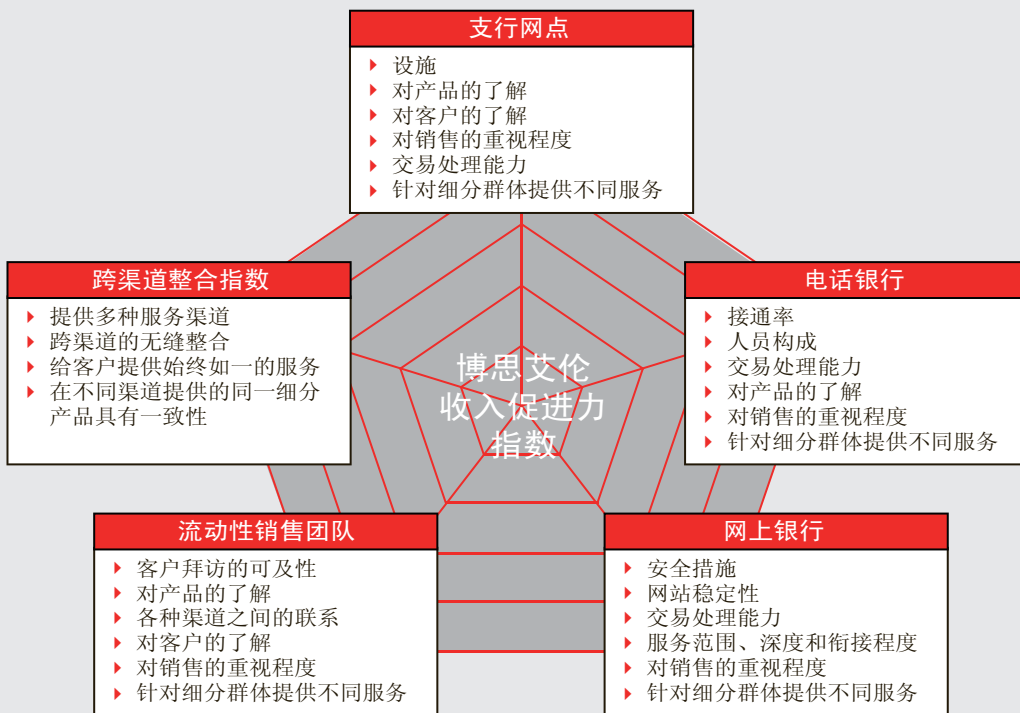 支行网点
设施
对产品的了解
对客户的了解
对销售的重视程度
交易处理能力
针对细分群体提供不同服务
跨渠道整合指数
提供多种服务渠道
跨渠道的无缝整合
给客户提供始终如一的服务
在不同渠道提供的同一细分
产品具有一致性
博思艾伦
收入促进力
指数
电话银行
接通率
人员构成
交易处理能力
对产品的了解
对销售的重视程度
针对细分群体提供不同服务
流动性销售团队
客户拜访的可及性
对产品的了解
各种渠道之间的联系
对客户的了解
对销售的重视程度
针对细分群体提供不同服务
网上银行
安全措施
网站稳定性
交易处理能力
服务范围、深度和衔接程度
对销售的重视程度
针对细分群体提供不同服务